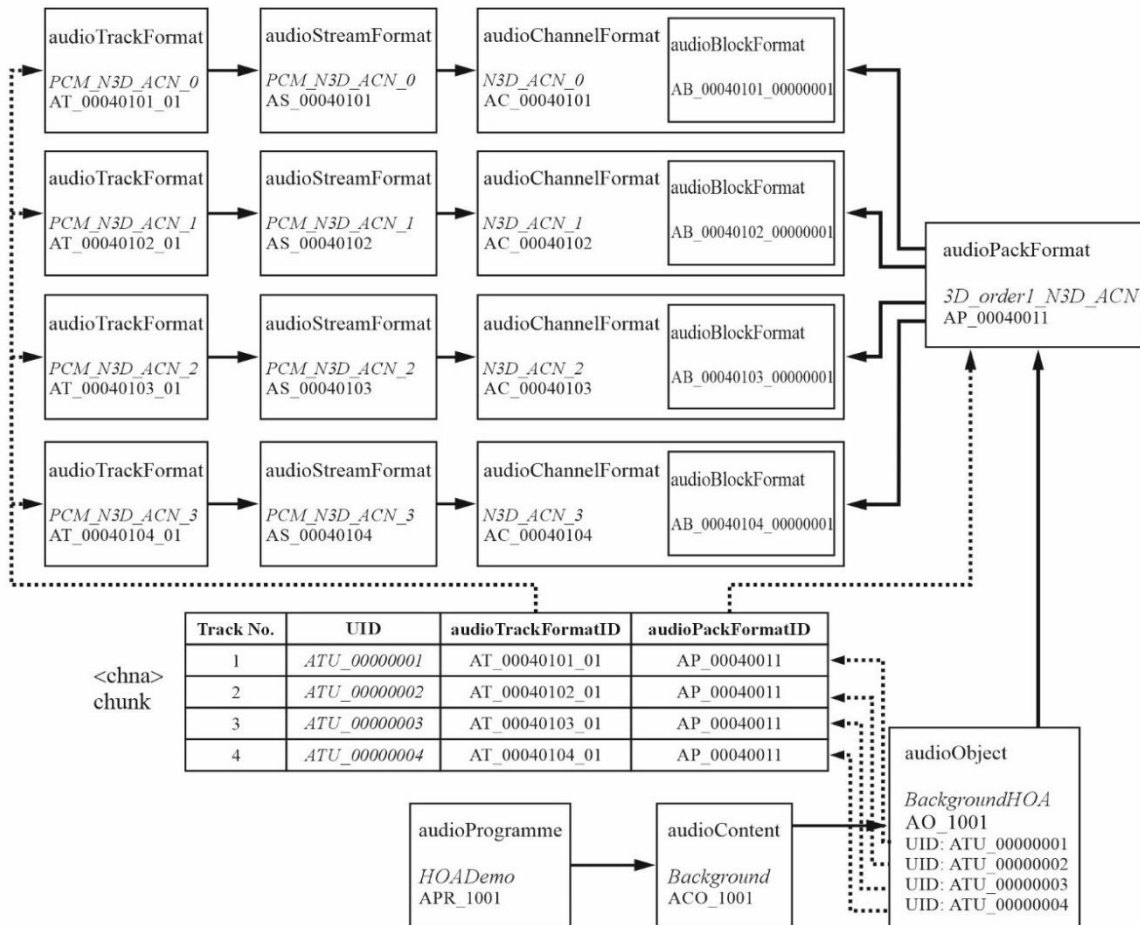 audioTrackFormat
PCM_N3D_ACN_0
AT_00040101_01
audioStreamFormat
PCM_N3D_ACN_0
AS_00040101
audioChannelFormat
N3D_ACN_0
AC_00040101
audioBlockFormat
AB_00040101_00000001
audioTrackFormat
PCM_N3D_ACN_1
AT_00040102_01
audioStreamFormat
PCM_N3D_ACN_1
AS_00040102
audioChannelFormat
N3D_ACN_1
AC_00040102
audioBlockFormat
AB_00040102_00000001
audioPackFormat
3D_order1_N3D_ACN
AP_00040011
audioTrackFormat
PCM_N3D_ACN_2
AT_00040103_01
audioStreamFormat
PCM_N3D_ACN_2
AS_00040103
audioChannelFormat
N3D_ACN_2
AC_00040103
audioBlockFormat
AB_00040103_00000001
audioTrackFormat
PCM_N3D_ACN_3
AT_00040104_01
audioStreamFormat
PCM_N3D_ACN_3
AS_00040104
audioChannelFormat
N3D_ACN_3
AC_00040104
audioBlockFormat
AB_00040104_00000001
<chna>
chunk
Track No. UID audioTrackFormatID audioPackFormatID
1 ATU_00000001 AT_00040101_01 AP_00040011
2 ATU_00000002 AT_00040102_01 AP_00040011
3 ATU_00000003 AT_00040103_01 AP_00040011
4 ATU_00000004 AT_00040104_01 AP_00040011
audioObject
BackgroundHOA
AO_1001
UID: ATU_00000001
UID: ATU_00000002
UID: ATU_00000003
UID: ATU_00000004
audioProgramme
HOADemo
APR_1001
audioContent
Background
ACO_1001